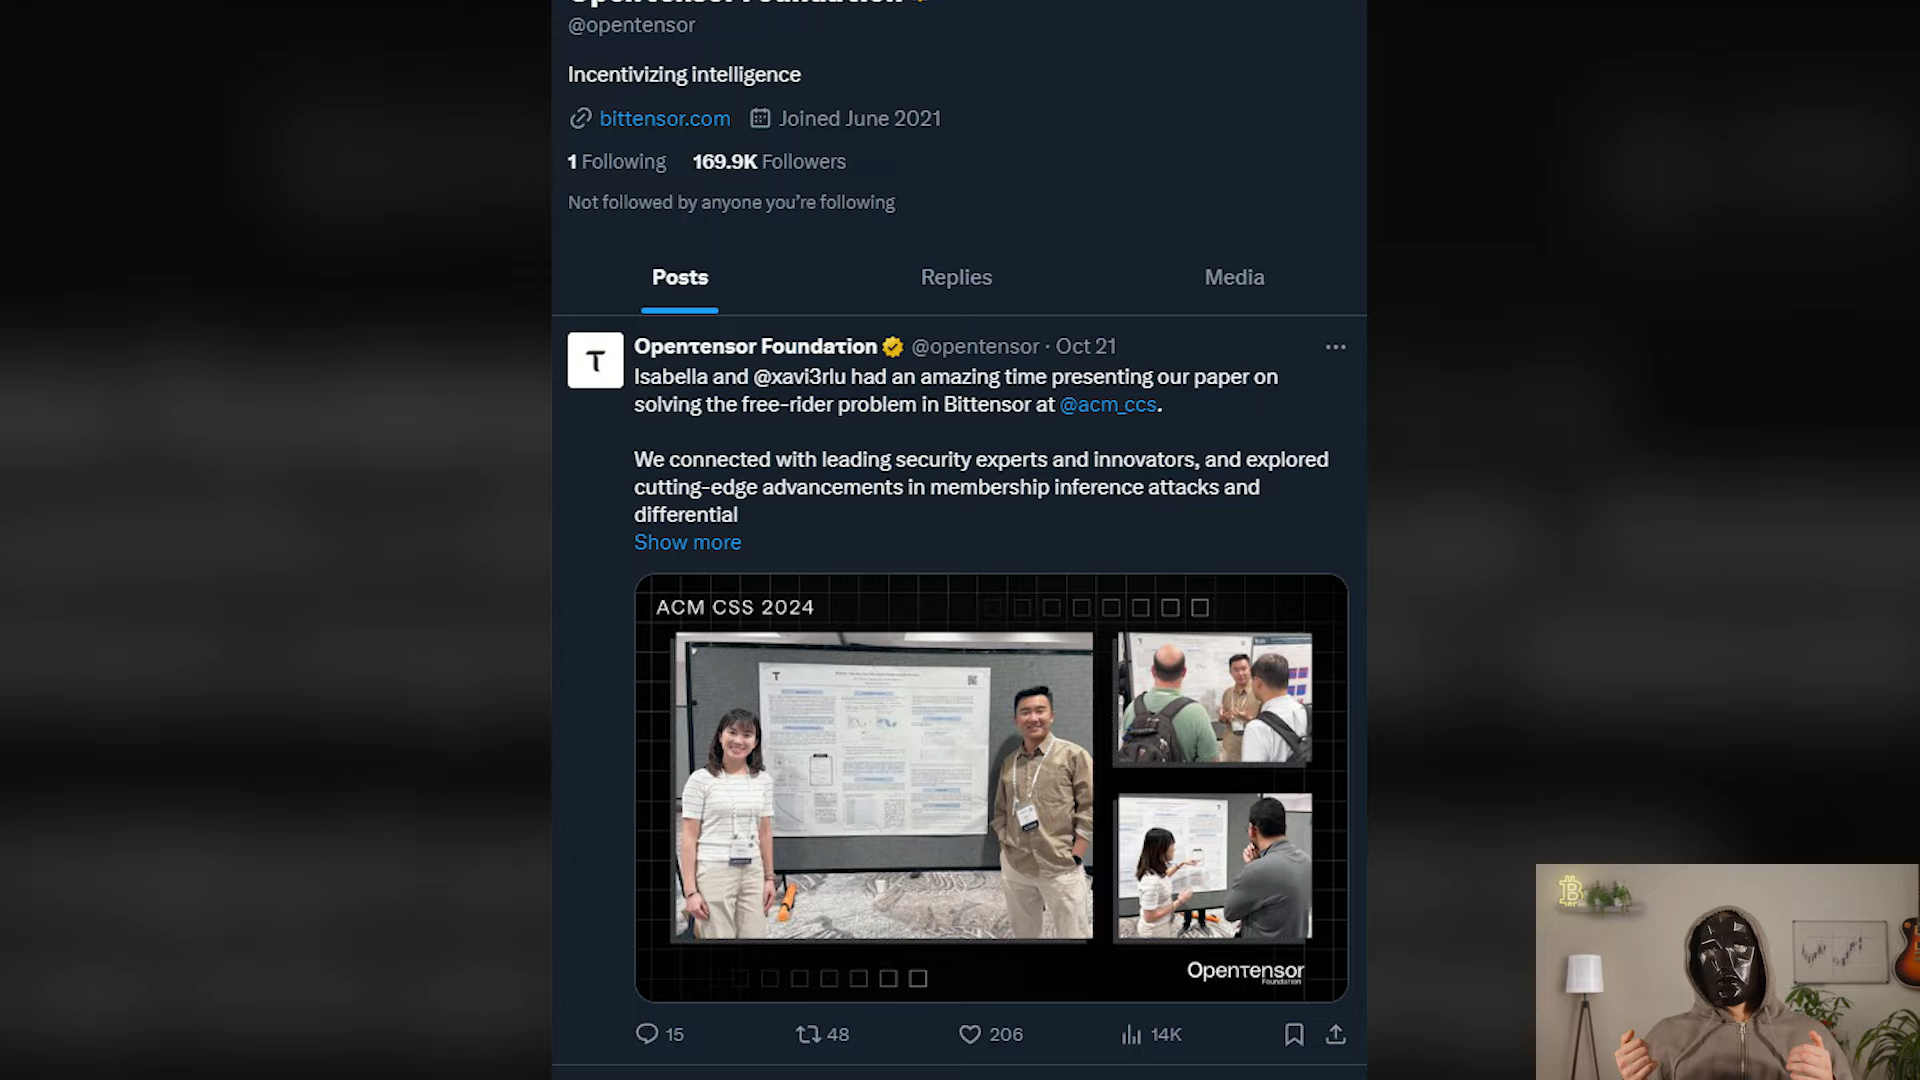 @opentensor
Incentivizing intelligence
bittensor.com Joined June 2021
1 Following 169.9K Followers
Not followed by anyone you’re following
Posts Replies Media
Openτensor Foundaτion @opentensor · Oct 21
Isabella and @xavi3rlu had an amazing time presenting our paper on
solving the free-rider problem in Bittensor at @acm_ccs.
We connected with leading security experts and innovators, and explored
cutting-edge advancements in membership inference attacks and
differential
Show more
ACM CSS 2024
Openτensor
Foundation
15 48 206 14K